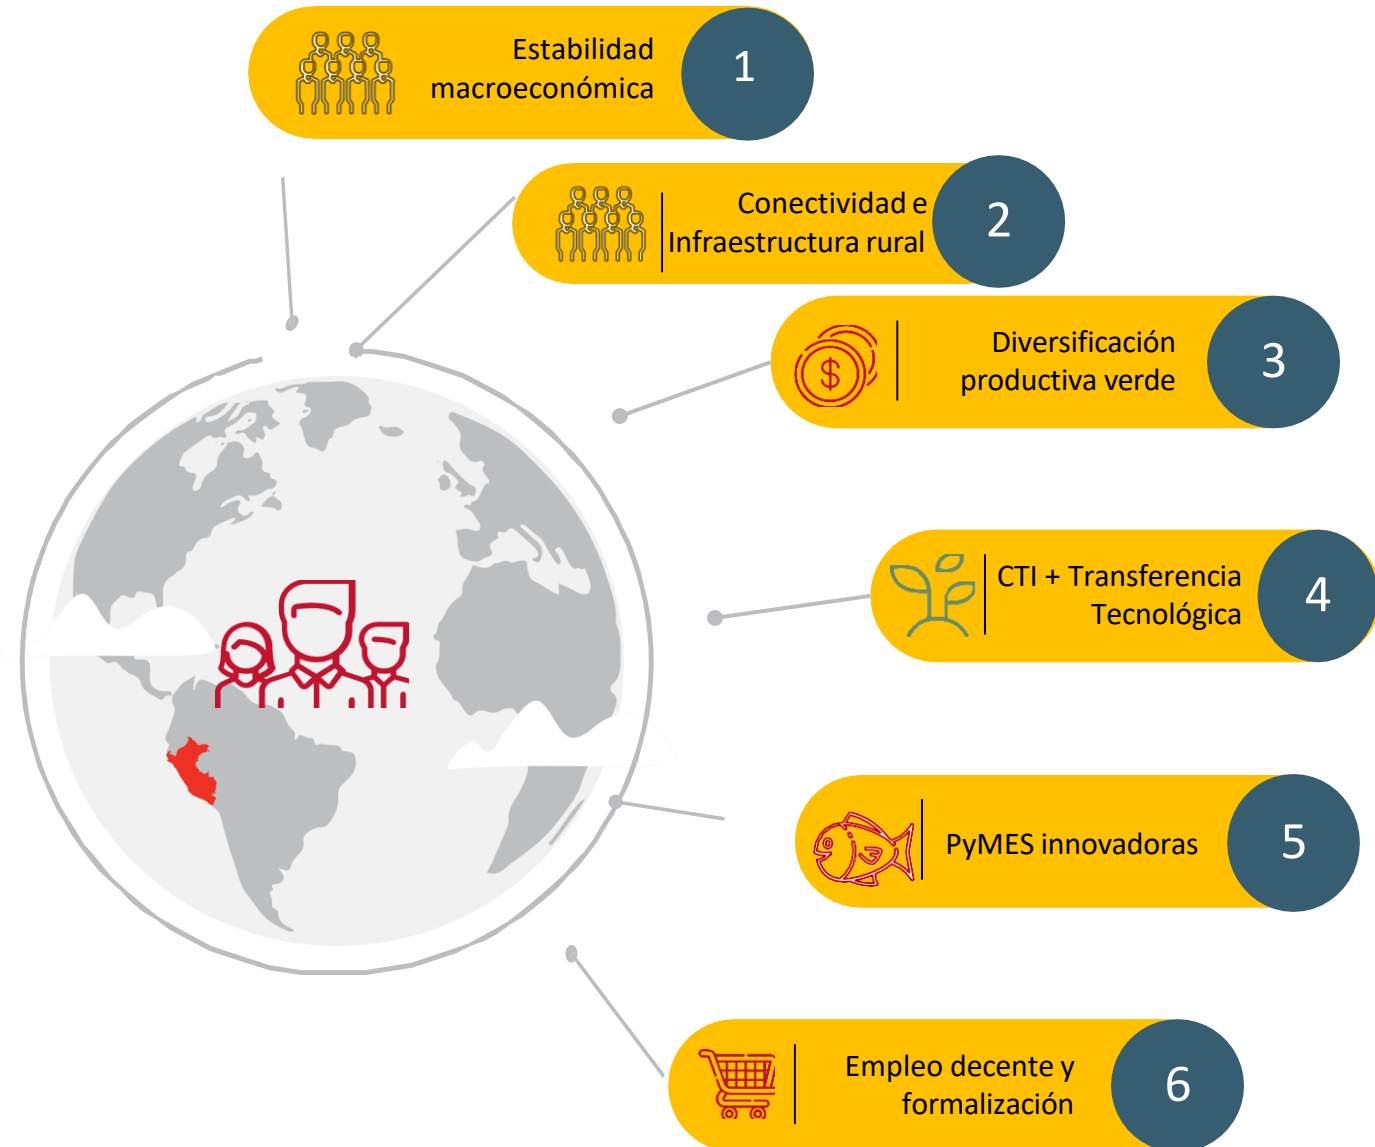 Estabilidad
macroeconómica
1
Conectividad e
Infraestructura rural
2
Diversificación
productiva verde
3
$
CTI + Transferencia
Tecnológica
4
PyMES innovadoras
5
Empleo decente y
formalización
6